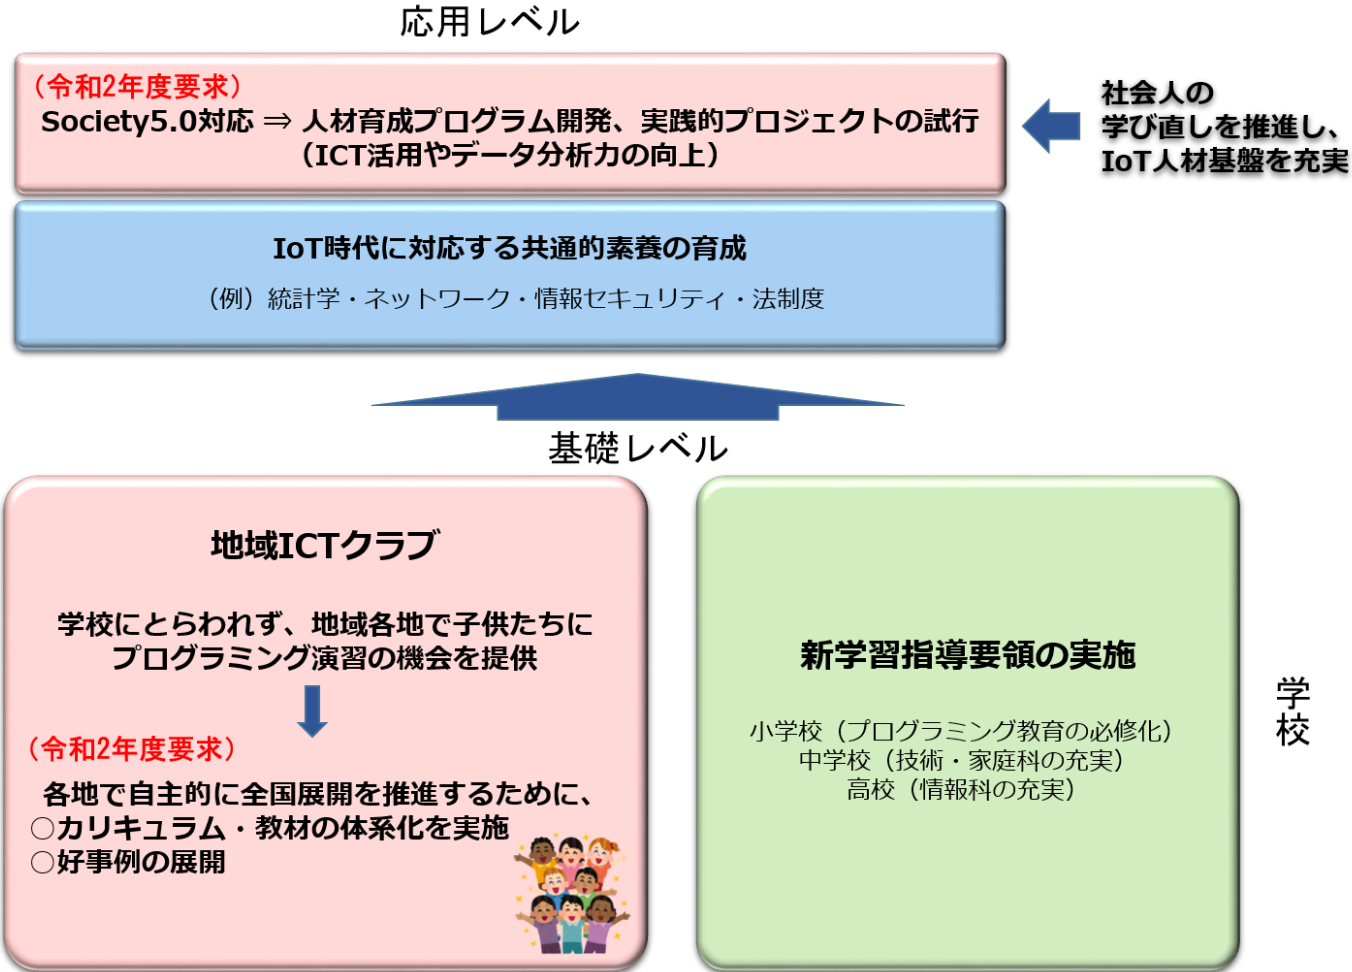 応用レベル
（令和2年度要求）
Society5.0対応 ⇒ 人材育成プログラム開発、実践的プロジェクトの試行
（ICT活用やデータ分析力の向上）
社会人の
学び直しを推進し、
IoT人材基盤を充実
IoT時代に対応する共通的素養の育成
（例）統計学・ネットワーク・情報セキュリティ・法制度
基礎レベル
地域ICTクラブ
学校にとらわれず、地域各地で子供たちに
プログラミング演習の機会を提供
（令和2年度要求）
各地で自主的に全国展開を推進するために、
○カリキュラム・教材の体系化を実施
○好事例の展開
新学習指導要領の実施
小学校（プログラミング教育の必修化）
中学校（技術・家庭科の充実）
高校（情報科の充実）
学校